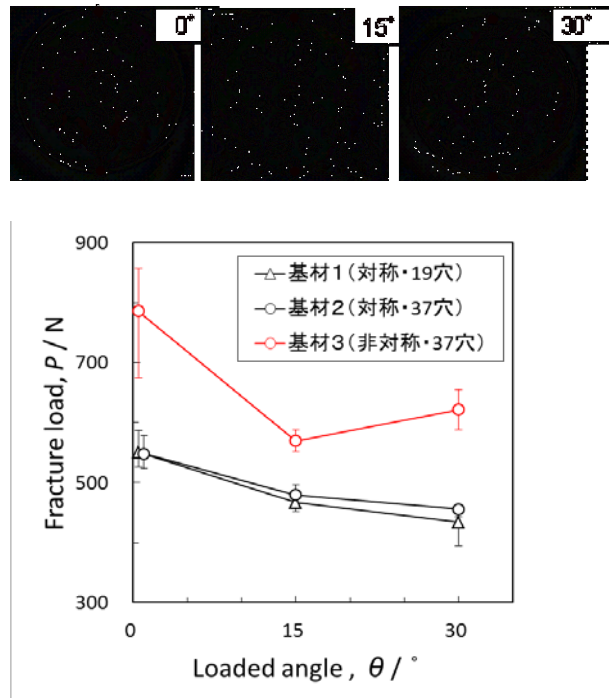 0° 15° 30°
900
基材1(対称・19穴)
基材2(対称・37穴)
基材3(非対称・37穴)
700
500
300
Fracture load, P / N
0 15 30
Loaded angle , θ / °